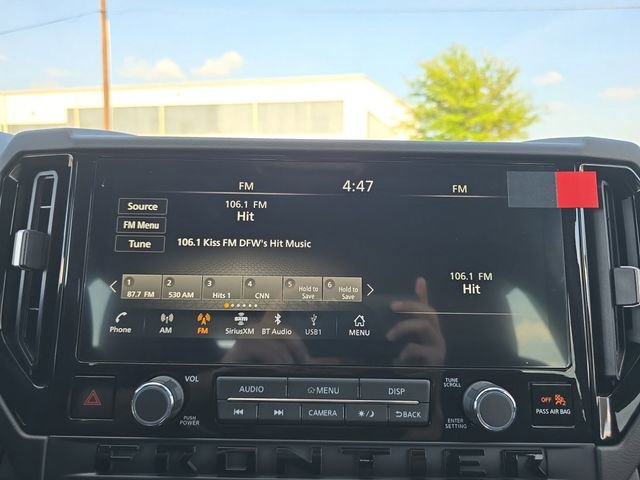 FM 4:47 FM
Source
106.1 FM
Hit
FM Menu
Tune
106.1 Kiss FM DFW's Hit Music
106.1 FM
Hit
1 2 3 4 5 Hold to Save 6 Hold to Save
87.7 FM 530 AM Hits 1 CNN
Phone AM FM SiriusXM BT Audio USB1 MENU
VOL
PUSH
POWER
AUDIO MENU DISP
CAMERA BACK
TUNE
SCROLL
ENTER
SETTING
OFF
PASS AIR BAG
FRONTIER